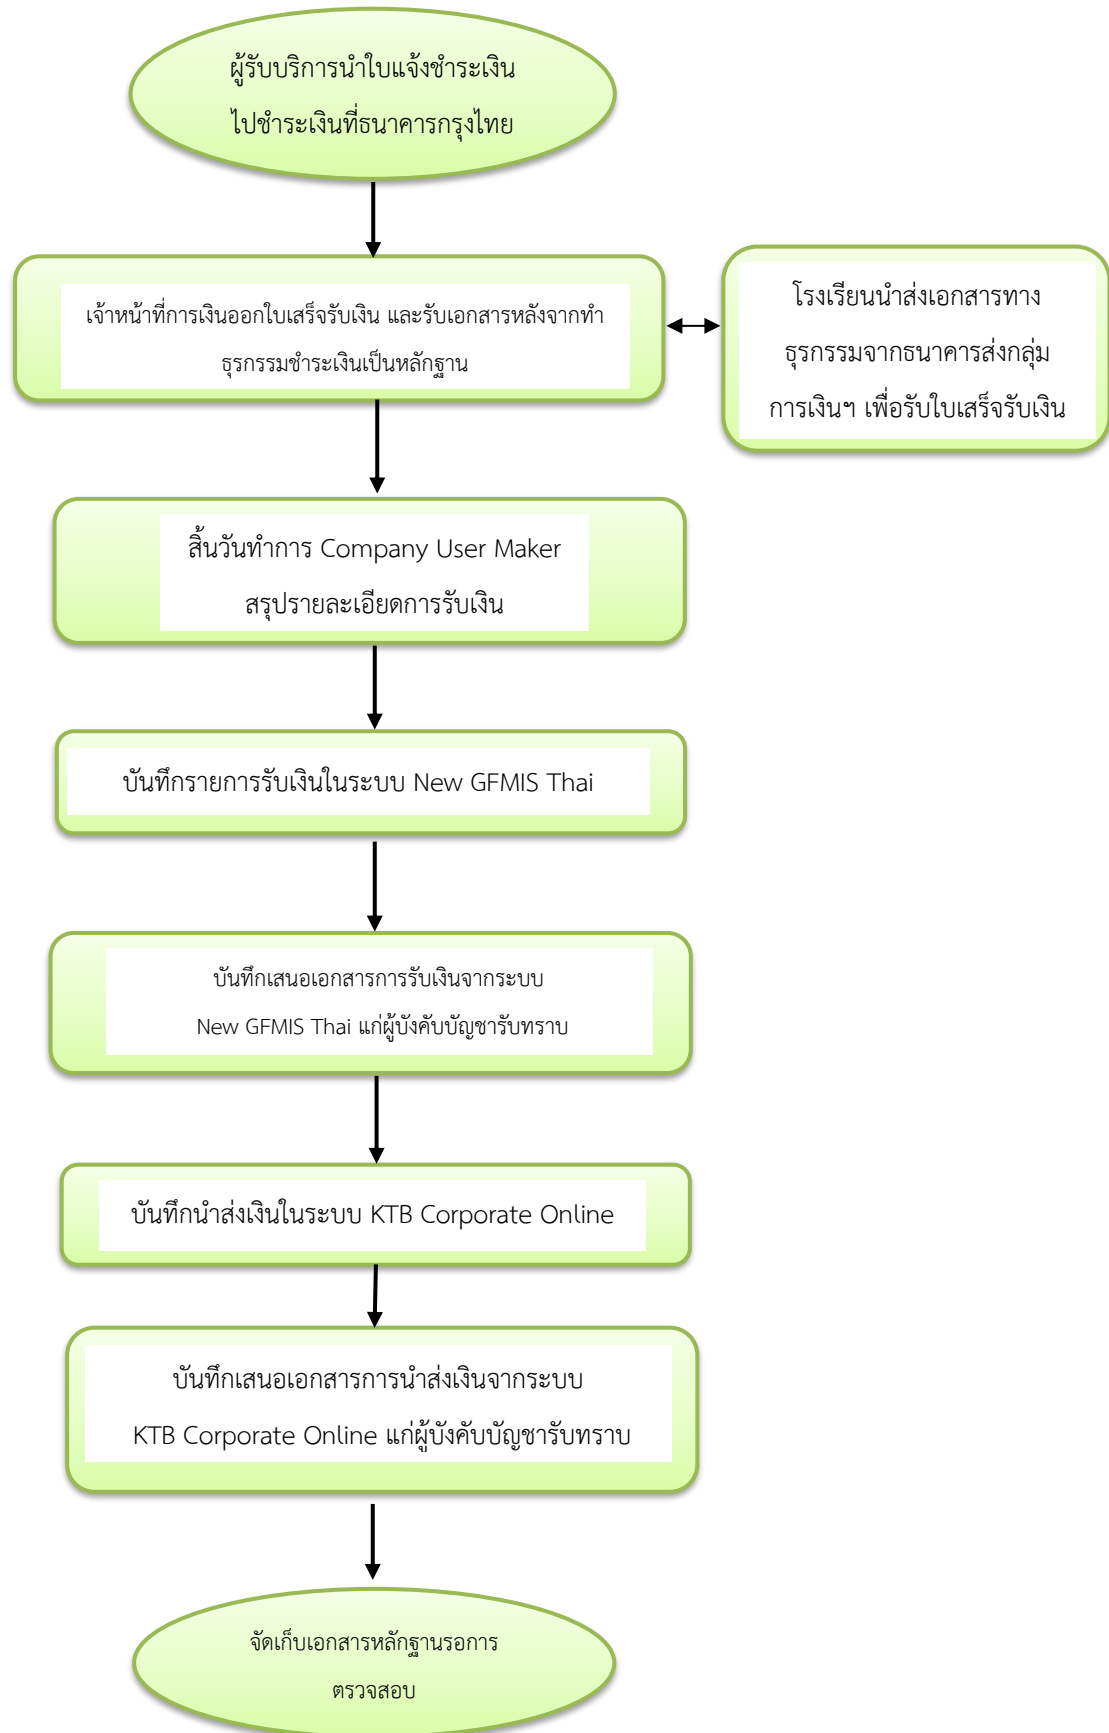 ผู้รับบริการนำใบแจ้งชำระเงิน
ไปชำระเงินที่ธนาคารกรุงไทย
เจ้าหน้าที่การเงินออกใบเสร็จรับเงิน และรับเอกสารหลังจากทำ
ธุรกรรมชำระเงินเป็นหลักฐาน
โรงเรียนนำส่งเอกสารทาง
ธุรกรรมจากธนาคารส่งกลุ่ม
การเงินฯ เพื่อรับใบเสร็จรับเงิน
สิ้นวันทำการ Company User Maker
สรุปรายละเอียดการรับเงิน
บันทึกรายการรับเงินในระบบ New GFMIS Thai
บันทึกเสนอเอกสารการรับเงินจากระบบ
New GFMIS Thai แก่ผู้บังคับบัญชารับทราบ
บันทึกนำส่งเงินในระบบ KTB Corporate Online
บันทึกเสนอเอกสารการนำส่งเงินจากระบบ
KTB Corporate Online แก่ผู้บังคับบัญชารับทราบ
จัดเก็บเอกสารหลักฐานรอการ
ตรวจสอบ